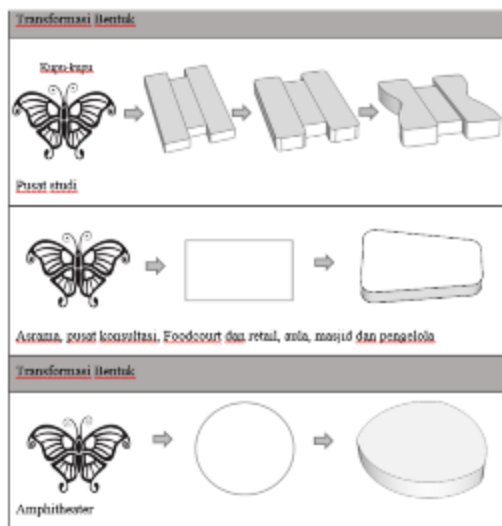 Transformasi Bentuk
Kupu-kupu
Pusat studi
Asrama, pusat konsultasi, Foodcourt dan retail, aula, masjid dan pengelola
Transformasi Bentuk
Amphitheater